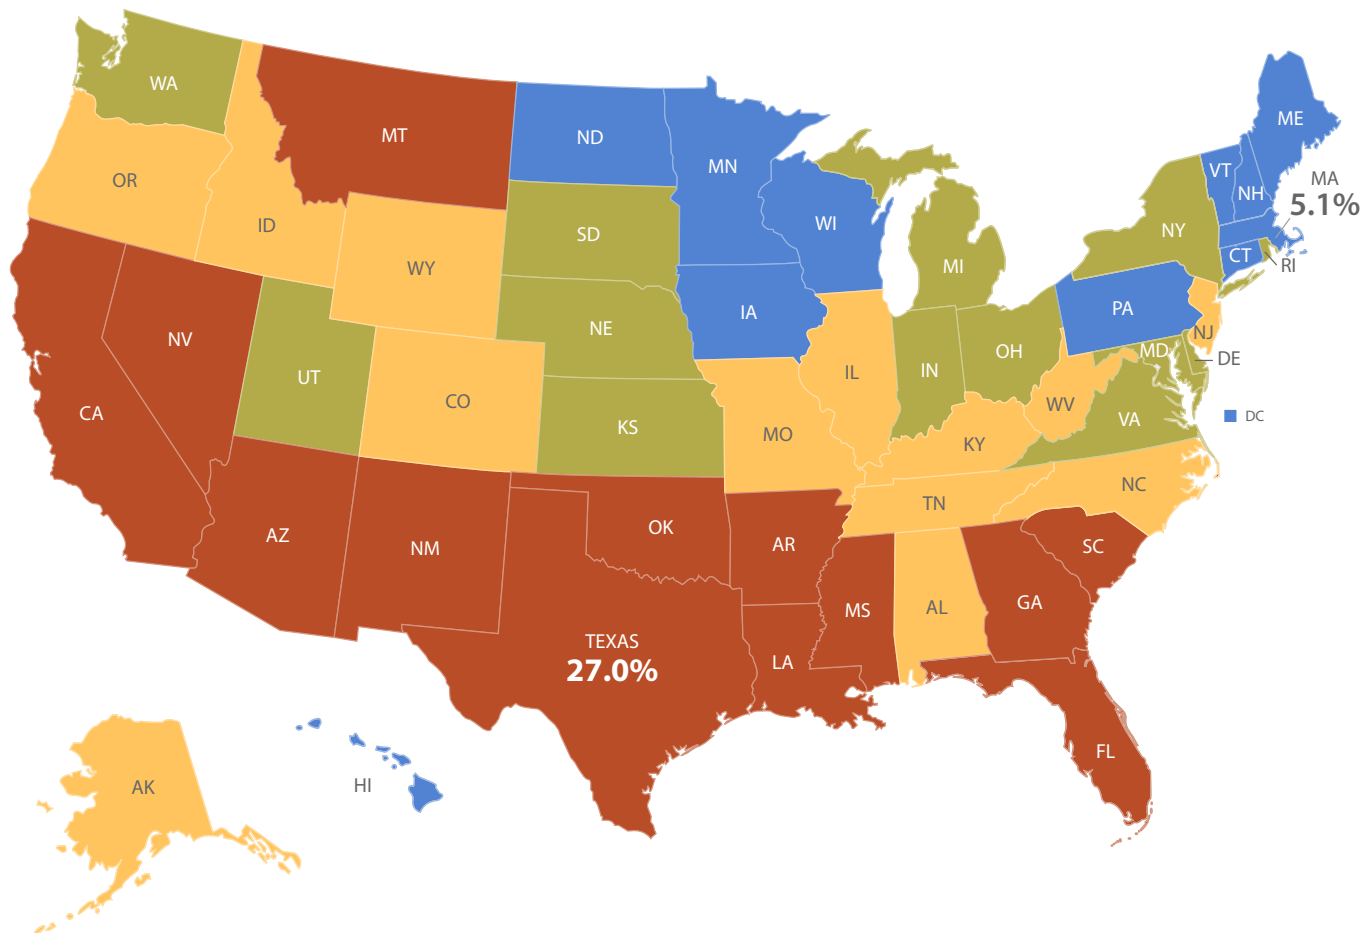 WA
MT
ND
MN
ME
VT
NH
MA
5.1%
OR
ID
WY
SD
WI
MI
NY
CT
RI
NV
UT
CO
NE
IA
IL
IN
OH
PA
NJ
MD
DE
CA
KS
MO
KY
WV
VA
DC
AZ
NM
OK
AR
TN
NC
SC
MS
AL
GA
TEXAS
27.0%
LA
FL
AK
HI